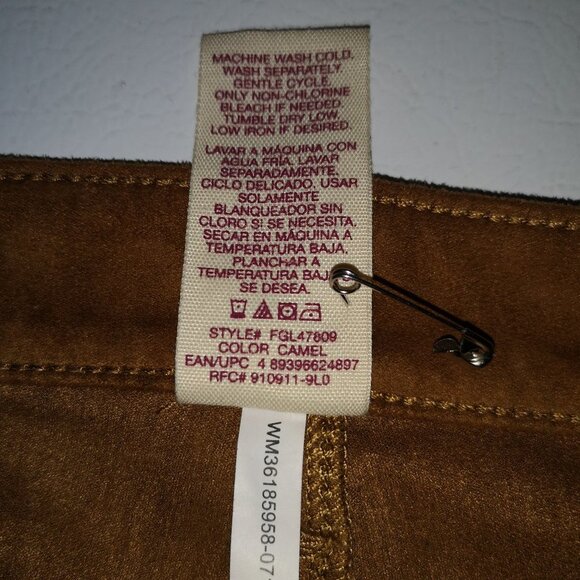 MACHINE WASH COLD.
WASH SEPARATELY
GENTLE CYCLE.
ONLY NON-CHLORINE
BLEACH IF NEEDED.
TUMBLE DRY LOW.
LOW IRON IF DESIRED.
LAVAR A MÁQUINA CON
AGUA FRÍA. LAVAR
SEPARADAMENTE.
CICLO DELICADO. USAR
SOLAMENTE
BLANQUEADOR SIN
CLORO SI SE NECESITA.
SECAR EN MÁQUINA A
TEMPERATURA BAJA.
PLANCHAR A
TEMPERATURA BAJA
SE DESEA.
STYLE# FGL47809
COLOR CAMEL
EAN/UPC 4 89396624897
RFC# 910911-9L0
WM36185958-07